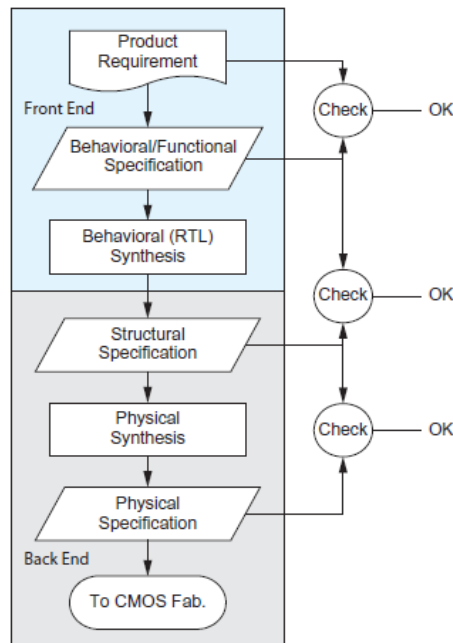 Product
Requirement
Check
OK
Front End
Behavioral/Functional
Specification
Behavioral (RTL)
Synthesis
Check
OK
Structural
Specification
Physical
Synthesis
Check
OK
Physical
Specification
Back End
To CMOS Fab.